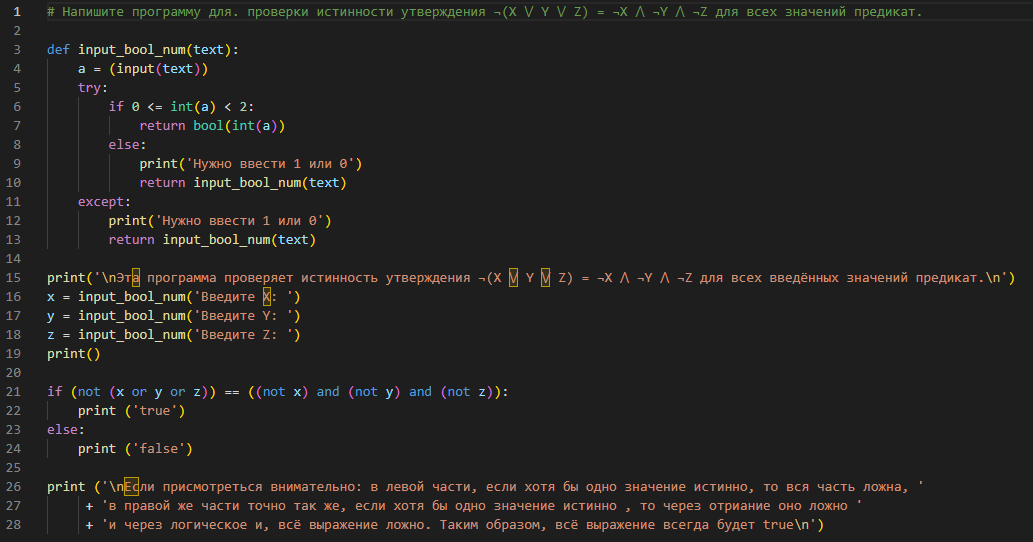 1 # Напишите программу для. проверки истинности утверждения ¬(X ⋁ Y ⋁ Z) = ¬X ⋀ ¬Y ⋀ ¬Z для всех значений предикат.
2
3 def input_bool_num(text):
4     a = (input(text))
5     try:
6         if 0 <= int(a) < 2:
7             return bool(int(a))
8         else:
9             print('Нужно ввести 1 или 0')
10             return input_bool_num(text)
11     except:
12         print('Нужно ввести 1 или 0')
13         return input_bool_num(text)
14
15 print('\nЭта программа проверяет истинность утверждения ¬(X ⋁ Y ⋁ Z) = ¬X ⋀ ¬Y ⋀ ¬Z для всех введённых значений предикат.\n')
16 x = input_bool_num('Введите X: ')
17 y = input_bool_num('Введите Y: ')
18 z = input_bool_num('Введите Z: ')
19 print()
20
21 if (not (x or y or z)) == ((not x) and (not y) and (not z)):
22     print ('true')
23 else:
24     print ('false')
25
26 print ('\nЕсли присмотреться внимательно: в левой части, если хотя бы одно значение истинно, то вся часть ложна, '
27      + 'в правой же части точно так же, если хотя бы одно значение истинно , то через отриание оно ложно '
28      + 'и через логическое и, всё выражение ложно. Таким образом, всё выражение всегда будет true\n')